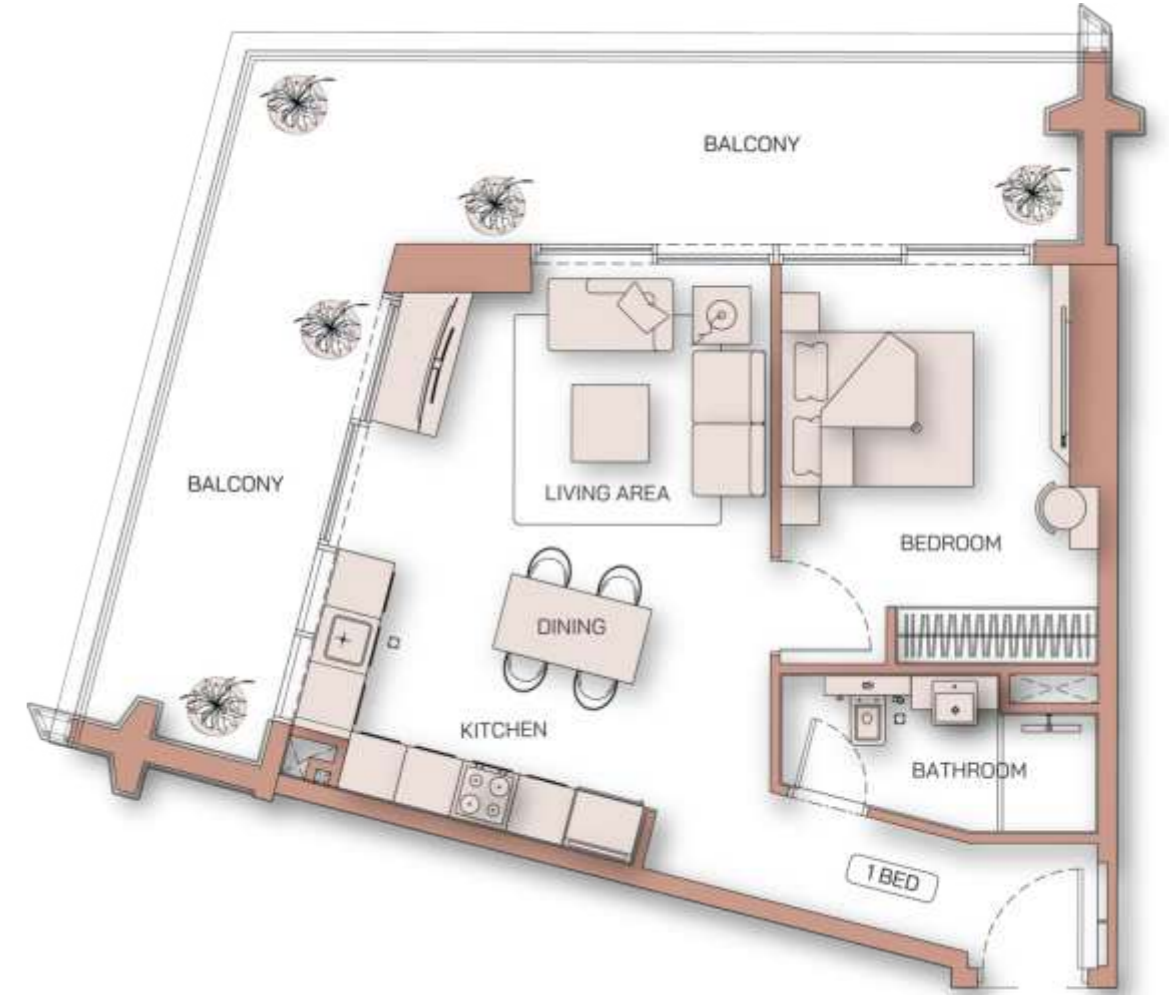 BALCONY
BALCONY
LIVING AREA
BEDROOM
DINING
KITCHEN
BATHROOM
1 BED